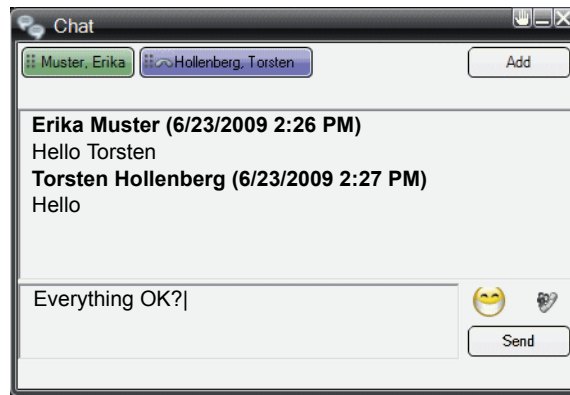 Chat
Muster, Erika Hollenberg, Torsten Add
Erika Muster (6/23/2009 2:26 PM)
Hello Torsten
Torsten Hollenberg (6/23/2009 2:27 PM)
Hello
Everything OK?
Send